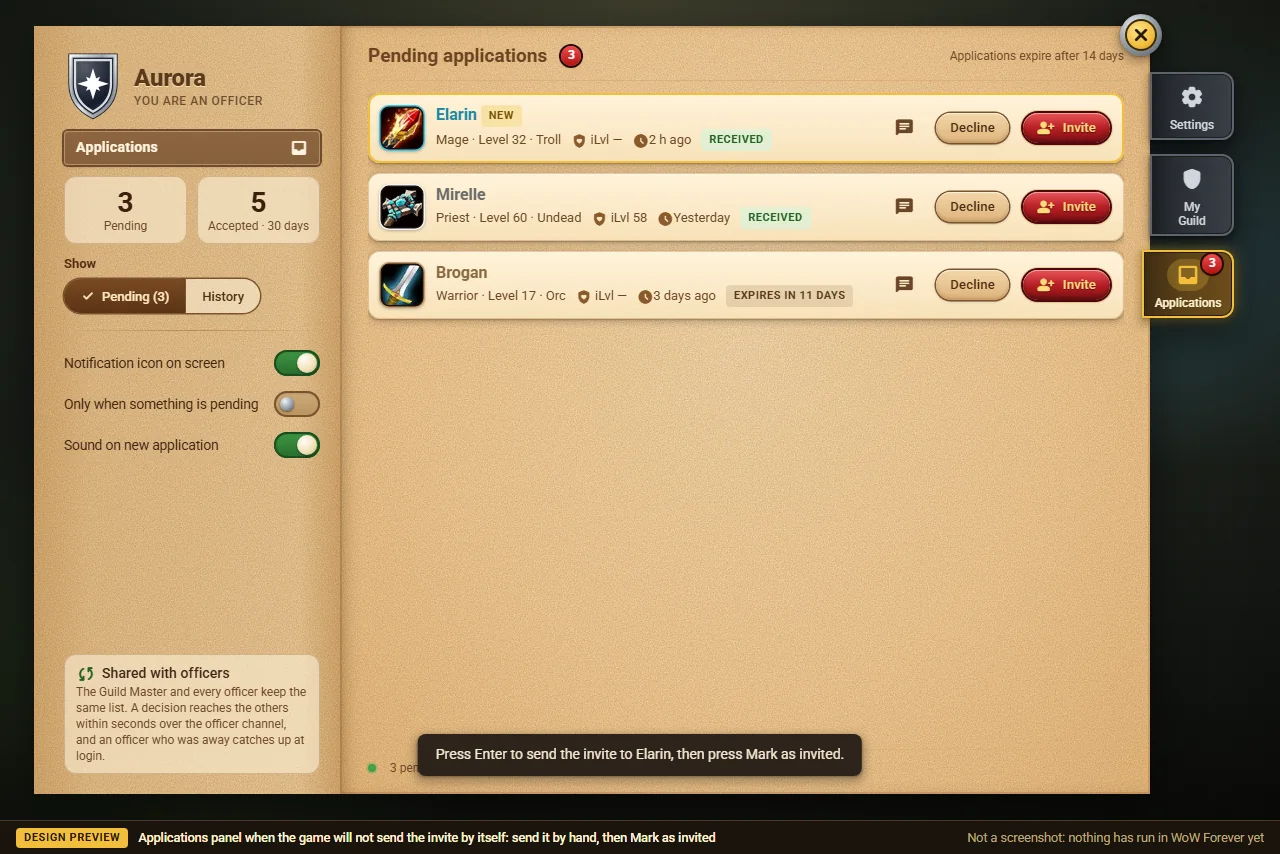 Aurora
YOU ARE AN OFFICER
Applications
3
Pending
5
Accepted · 30 days
Show
Pending (3)
History
Notification icon on screen
Only when something is pending
Sound on new application
Shared with officers
The Guild Master and every officer keep the
same list. A decision reaches the others
within seconds over the officer channel,
and an officer who was away catches up at
login.
Pending applications 3
Applications expire after 14 days
Elarin NEW
Mage · Level 32 · Troll iLvl — 2 h ago RECEIVED
Decline
Invite
Mirelle
Priest · Level 60 · Undead iLvl 58 Yesterday RECEIVED
Decline
Invite
Brogan
Warrior · Level 17 · Orc iLvl — 3 days ago EXPIRES IN 11 DAYS
Decline
Invite
3
Press Enter to send the invite to Elarin, then press Mark as invited.
Settings
My
Guild
3
Applications
DESIGN PREVIEW
Applications panel when the game will not send the invite by itself: send it by hand, then Mark as invited
Not a screenshot: nothing has run in WoW Forever yet